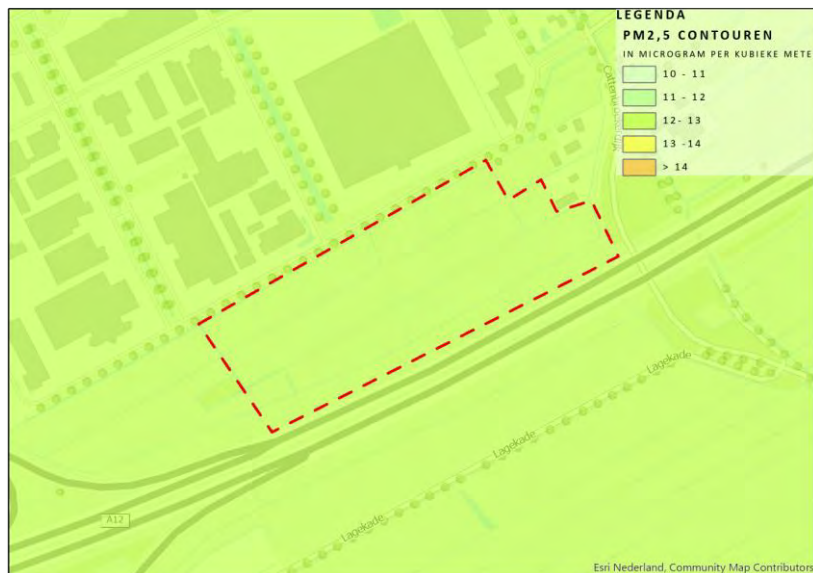 LEGENDA
PM2,5 CONTOUREN
IN MICROGRAM PER KUBIEKE METE
10 - 11
11 - 12
12- 13
13 -14
> 14
Lagekade
Lagekade
Lagekade
A12
Esri Nederland, Community Map Contributors